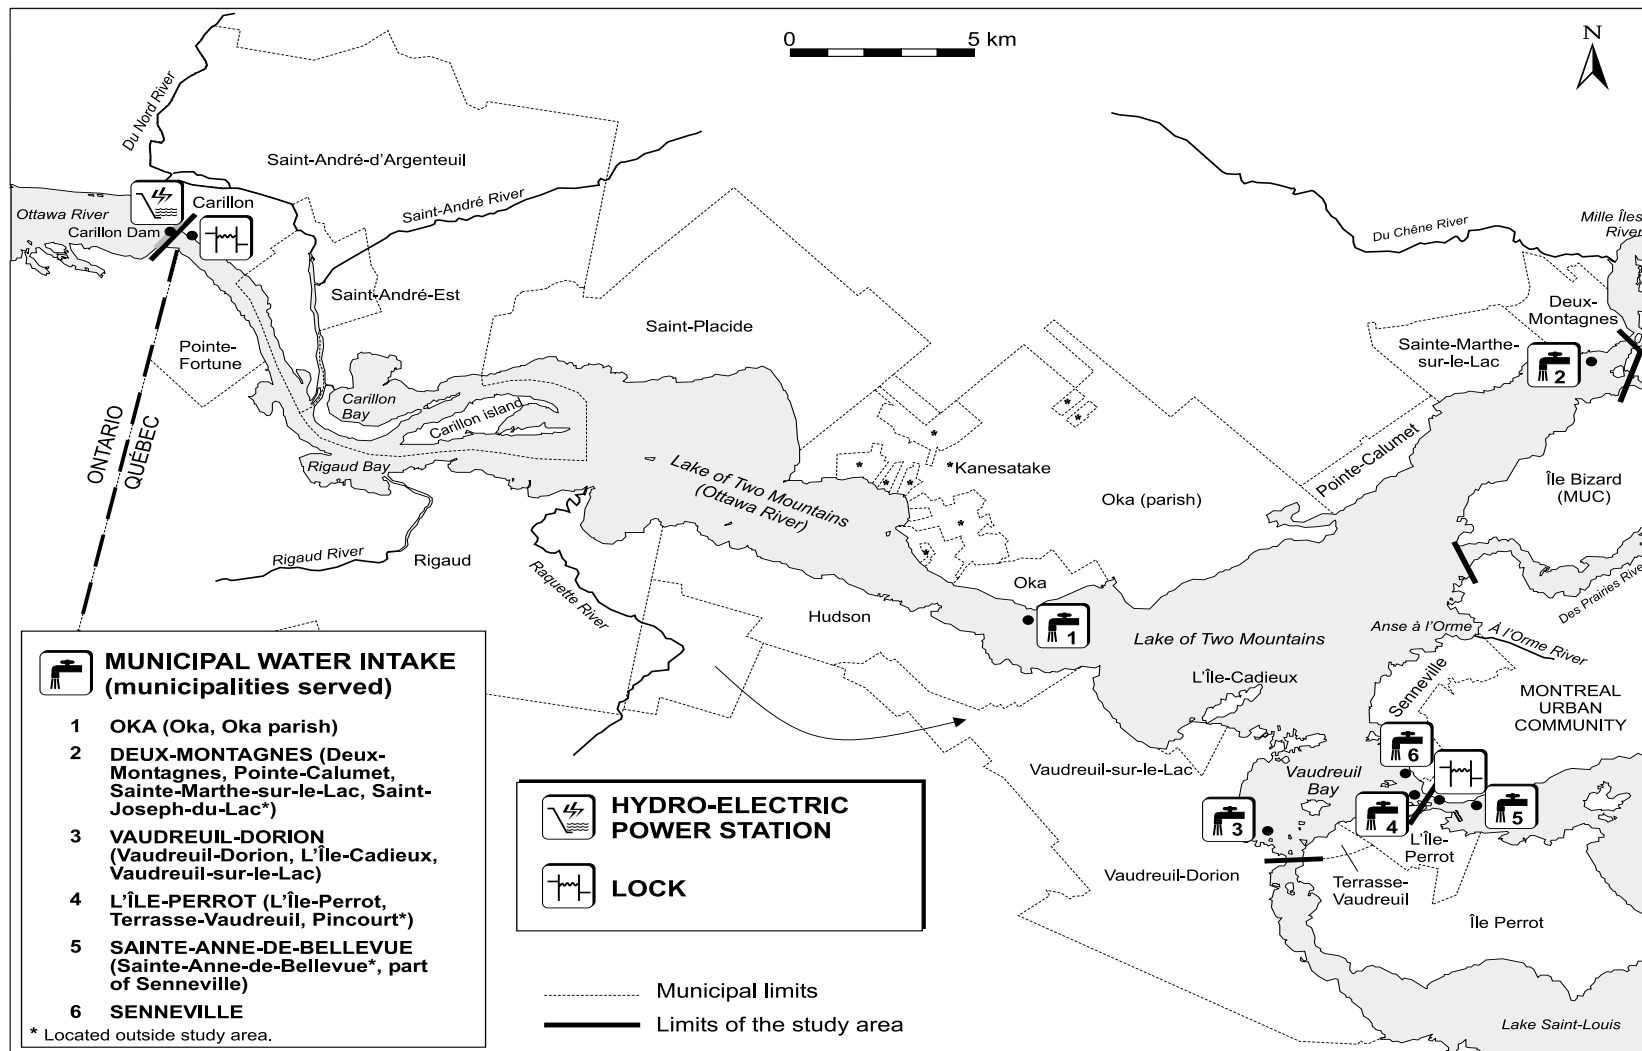 0 5 km
N
Du Nord River
Saint-André-d'Argenteuil
Saint-André River
Carillon
Ottawa River
Carillon Dam
Saint-André-Est
Pointe-
Fortune
Saint-Placide
Carillon
Bay
Carillon island
Rigaud Bay
ONTARIO
QUÉBEC
Rigaud River
Rigaud
Raquette River
Lake of Two Mountains
(Ottawa River)
*
*
*
*
*
*
*
*
*Kanesatake
Oka (parish)
Du Chêne River
Mille Îles
River
Deux-
Montagnes
Sainte-Marthe-
sur-le-Lac
2
Pointe-Calumet
Île Bizard
(MUC)
Des Prairies River
Oka
Hudson
1
Lake of Two Mountains
Anse à l'Orme
À l'Orme River
L'Île-Cadieux
Senneville
MONTREAL
URBAN
COMMUNITY
Vaudreuil-sur-le-Lac
Vaudreuil
Bay
6
3
4
5
L'Île-
Perrot
Vaudreuil-Dorion
Terrasse-
Vaudreuil
Île Perrot
Lake Saint-Louis
MUNICIPAL WATER INTAKE
(municipalities served)
1 OKA (Oka, Oka parish)
2 DEUX-MONTAGNES (Deux-
Montagnes, Pointe-Calumet,
Sainte-Marthe-sur-le-Lac, Saint-
Joseph-du-Lac*)
3 VAUDREUIL-DORION
(Vaudreuil-Dorion, L'Île-Cadieux,
Vaudreuil-sur-le-Lac)
4 L'ÎLE-PERROT (L'Île-Perrot,
Terrasse-Vaudreuil, Pincourt*)
5 SAINTE-ANNE-DE-BELLEVUE
(Sainte-Anne-de-Bellevue*, part
of Senneville)
6 SENNEVILLE
* Located outside study area.
HYDRO-ELECTRIC
POWER STATION
LOCK
Municipal limits
Limits of the study area